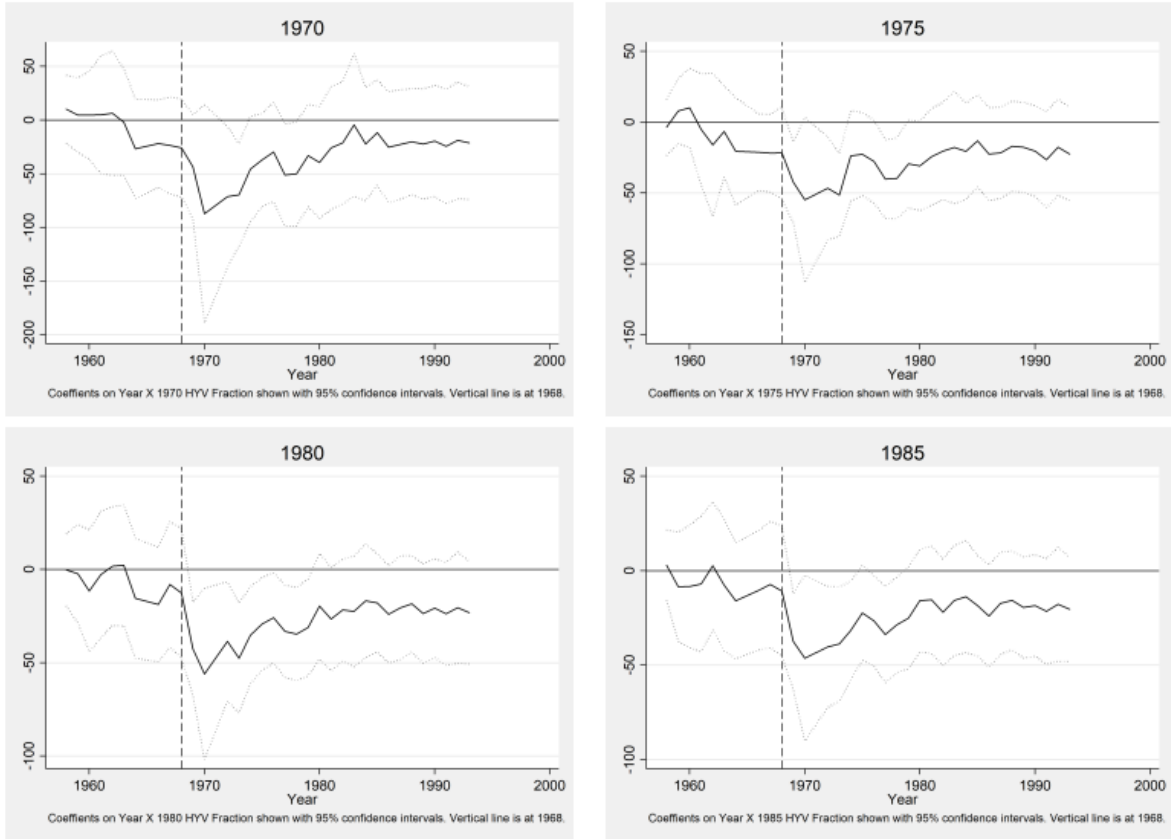 1970
50
0
-50
-100
-150
-200
1960 1970 1980 1990 2000
Year
Coeffients on Year X 1970 HYV Fraction shown with 95% confidence intervals. Vertical line is at 1968.
1975
50
0
-50
-100
-150
1960 1970 1980 1990 2000
Year
Coeffients on Year X 1975 HYV Fraction shown with 95% confidence intervals. Vertical line is at 1968.
1980
50
0
-50
-100
1960 1970 1980 1990 2000
Year
Coeffients on Year X 1980 HYV Fraction shown with 95% confidence intervals. Vertical line is at 1968.
1985
50
0
-50
-100
1960 1970 1980 1990 2000
Year
Coeffients on Year X 1985 HYV Fraction shown with 95% confidence intervals. Vertical line is at 1968.